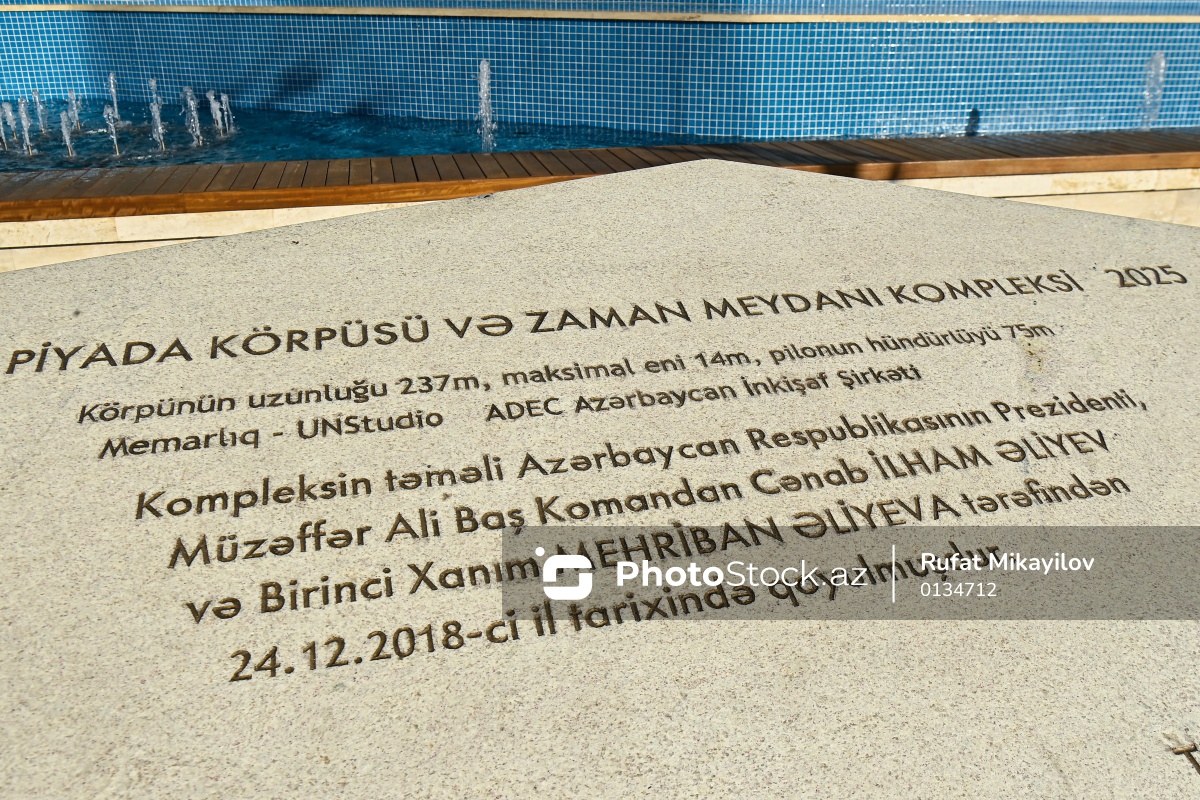 PİYADA KÖRPÜSÜ VƏ ZAMAN MEYDANI KOMPLEKSİ 2025
Körpünün uzunluğu 237m, maksimal eni 14m, pilonun hündürlüyü 75m
Memarlıq - UNStudio ADEC Azərbaycan İnkişaf Şirkəti
Kompleksin təməli Azərbaycan Respublikasının Prezidenti,
Müzəffər Ali Baş Komandan Cənab İLHAM ƏLİYEV
və Birinci Xanım MEHRİBAN ƏLİYEVA tərəfindən
24.12.2018-ci il tarixində qoyulmuşdur
PhotoStock.az
Rufat Mikayilov
0134712